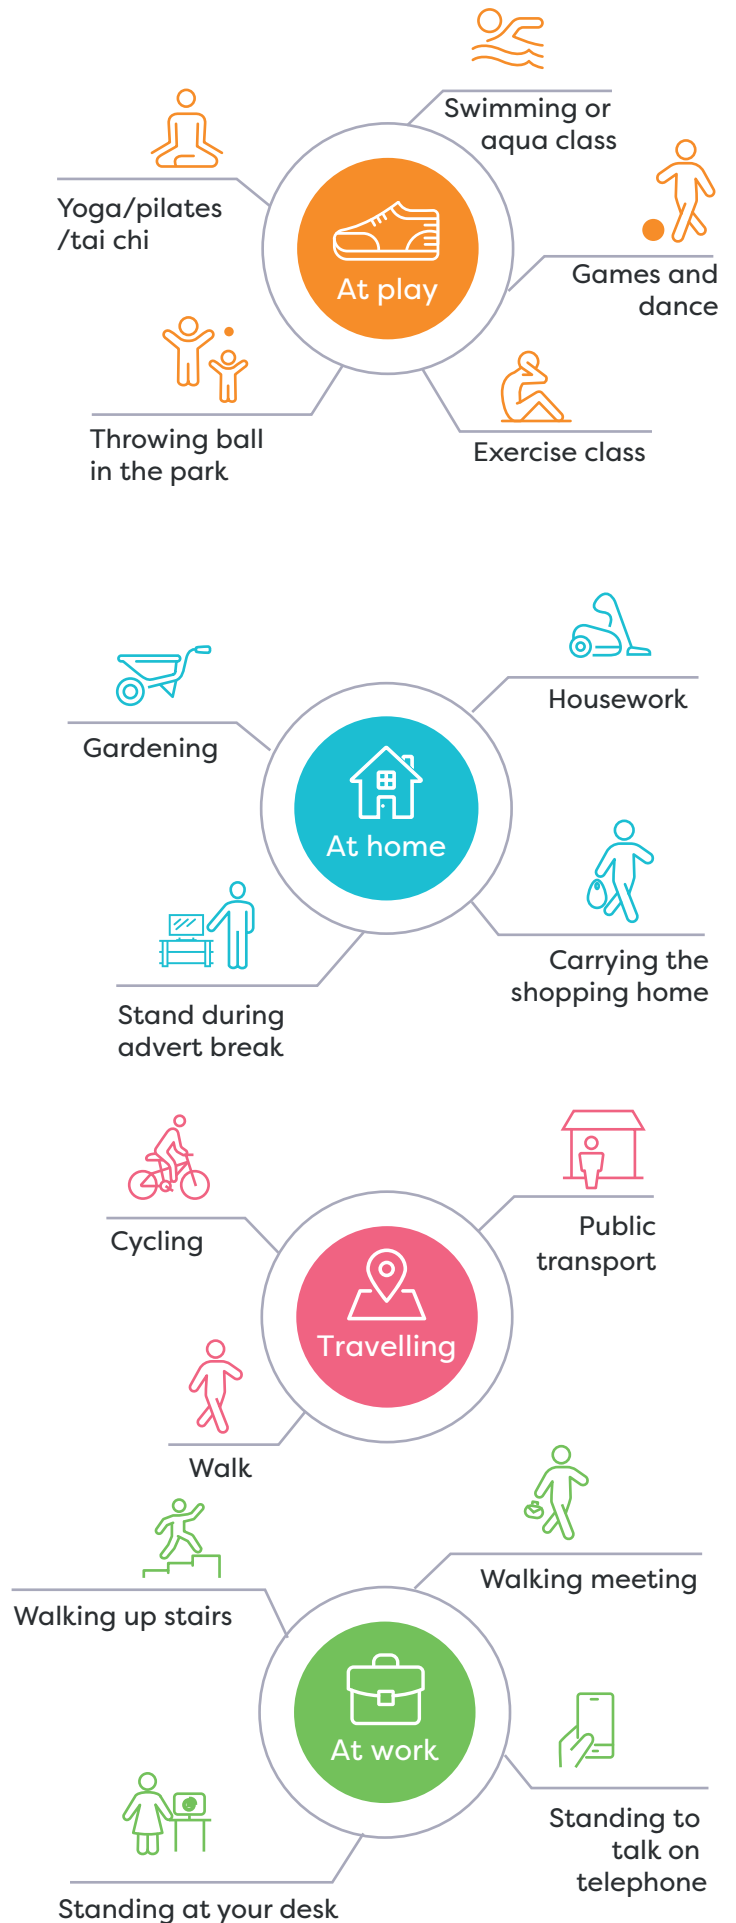 Swimming or
aqua class
Yoga/pilates
/tai chi
At play
Games and
dance
Throwing ball
in the park
Exercise class
Housework
Gardening
At home
Carrying the
shopping home
Stand during
advert break
Public
transport
Cycling
Travelling
Walk
Walking meeting
Walking up stairs
At work
Standing to
talk on
telephone
Standing at your desk